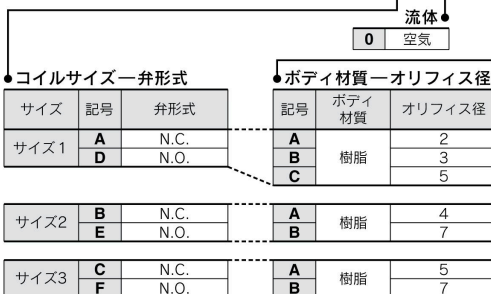 流体
0 空気
コイルサイズ―弁形式
サイズ 記号 弁形式
サイズ1 A N.C.
D N.O.
サイズ2 B N.C.
E N.O.
サイズ3 C N.C.
F N.O.
ボディ材質―オリフィス径
記号 ボディ材質 オリフィス径
A 樹脂 2
B 3
C 5
A 樹脂 4
B 7
A 樹脂 5
B 7